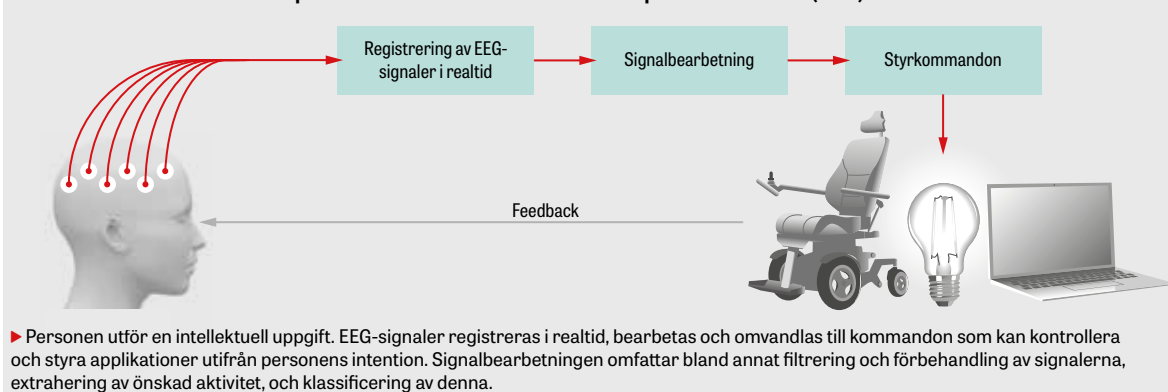 Registrering av EEG-
signaler i realtid
Signalbearbetning
Styrkommandon
Feedback
▶ Personen utför en intellektuell uppgift. EEG-signaler registreras i realtid, bearbetas och omvandlas till kommandon som kan kontrollera
och styra applikationer utifrån personens intention. Signalbearbetningen omfattar bland annat filtrering och förbehandling av signalerna,
extrahering av önskad aktivitet, och klassificering av denna.